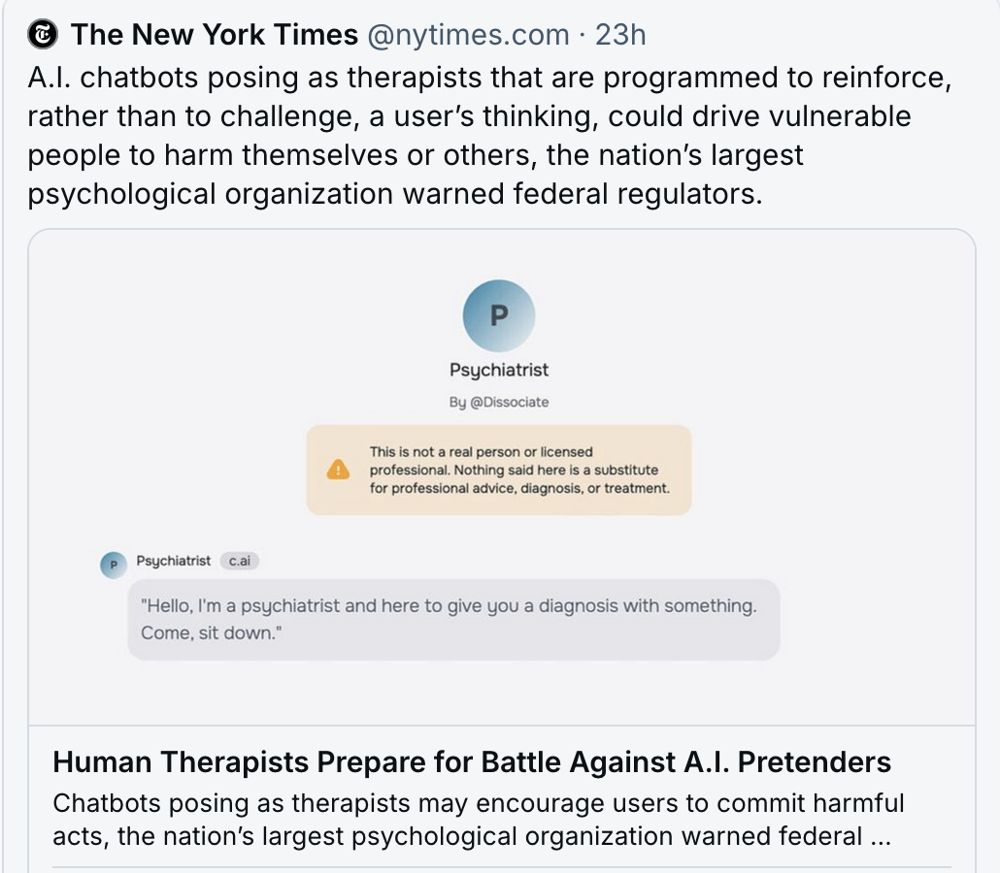 The New York Times @nytimes.com · 23h
A.I. chatbots posing as therapists that are programmed to reinforce,
rather than to challenge, a user’s thinking, could drive vulnerable
people to harm themselves or others, the nation’s largest
psychological organization warned federal regulators.
P
Psychiatrist
By @Dissociate
This is not a real person or licensed
professional. Nothing said here is a substitute
for professional advice, diagnosis, or treatment.
P Psychiatrist c.ai
"Hello, I'm a psychiatrist and here to give you a diagnosis with something.
Come, sit down."
Human Therapists Prepare for Battle Against A.I. Pretenders
Chatbots posing as therapists may encourage users to commit harmful
acts, the nation’s largest psychological organization warned federal ...